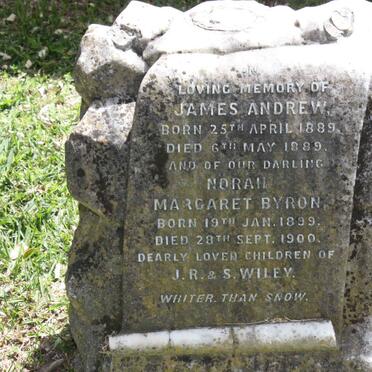 IN
LOVING MEMORY OF
JAMES ANDREW,
BORN 25TH APRIL 1889,
DIED 6TH MAY 1889.
AND OF OUR DARLING
NORAH
MARGARET BYRON,
BORN 19TH JAN. 1899,
DIED 28TH SEPT. 1900.
DEARLY LOVED CHILDREN OF
J.R. & S. WILEY.
WHITER THAN SNOW.